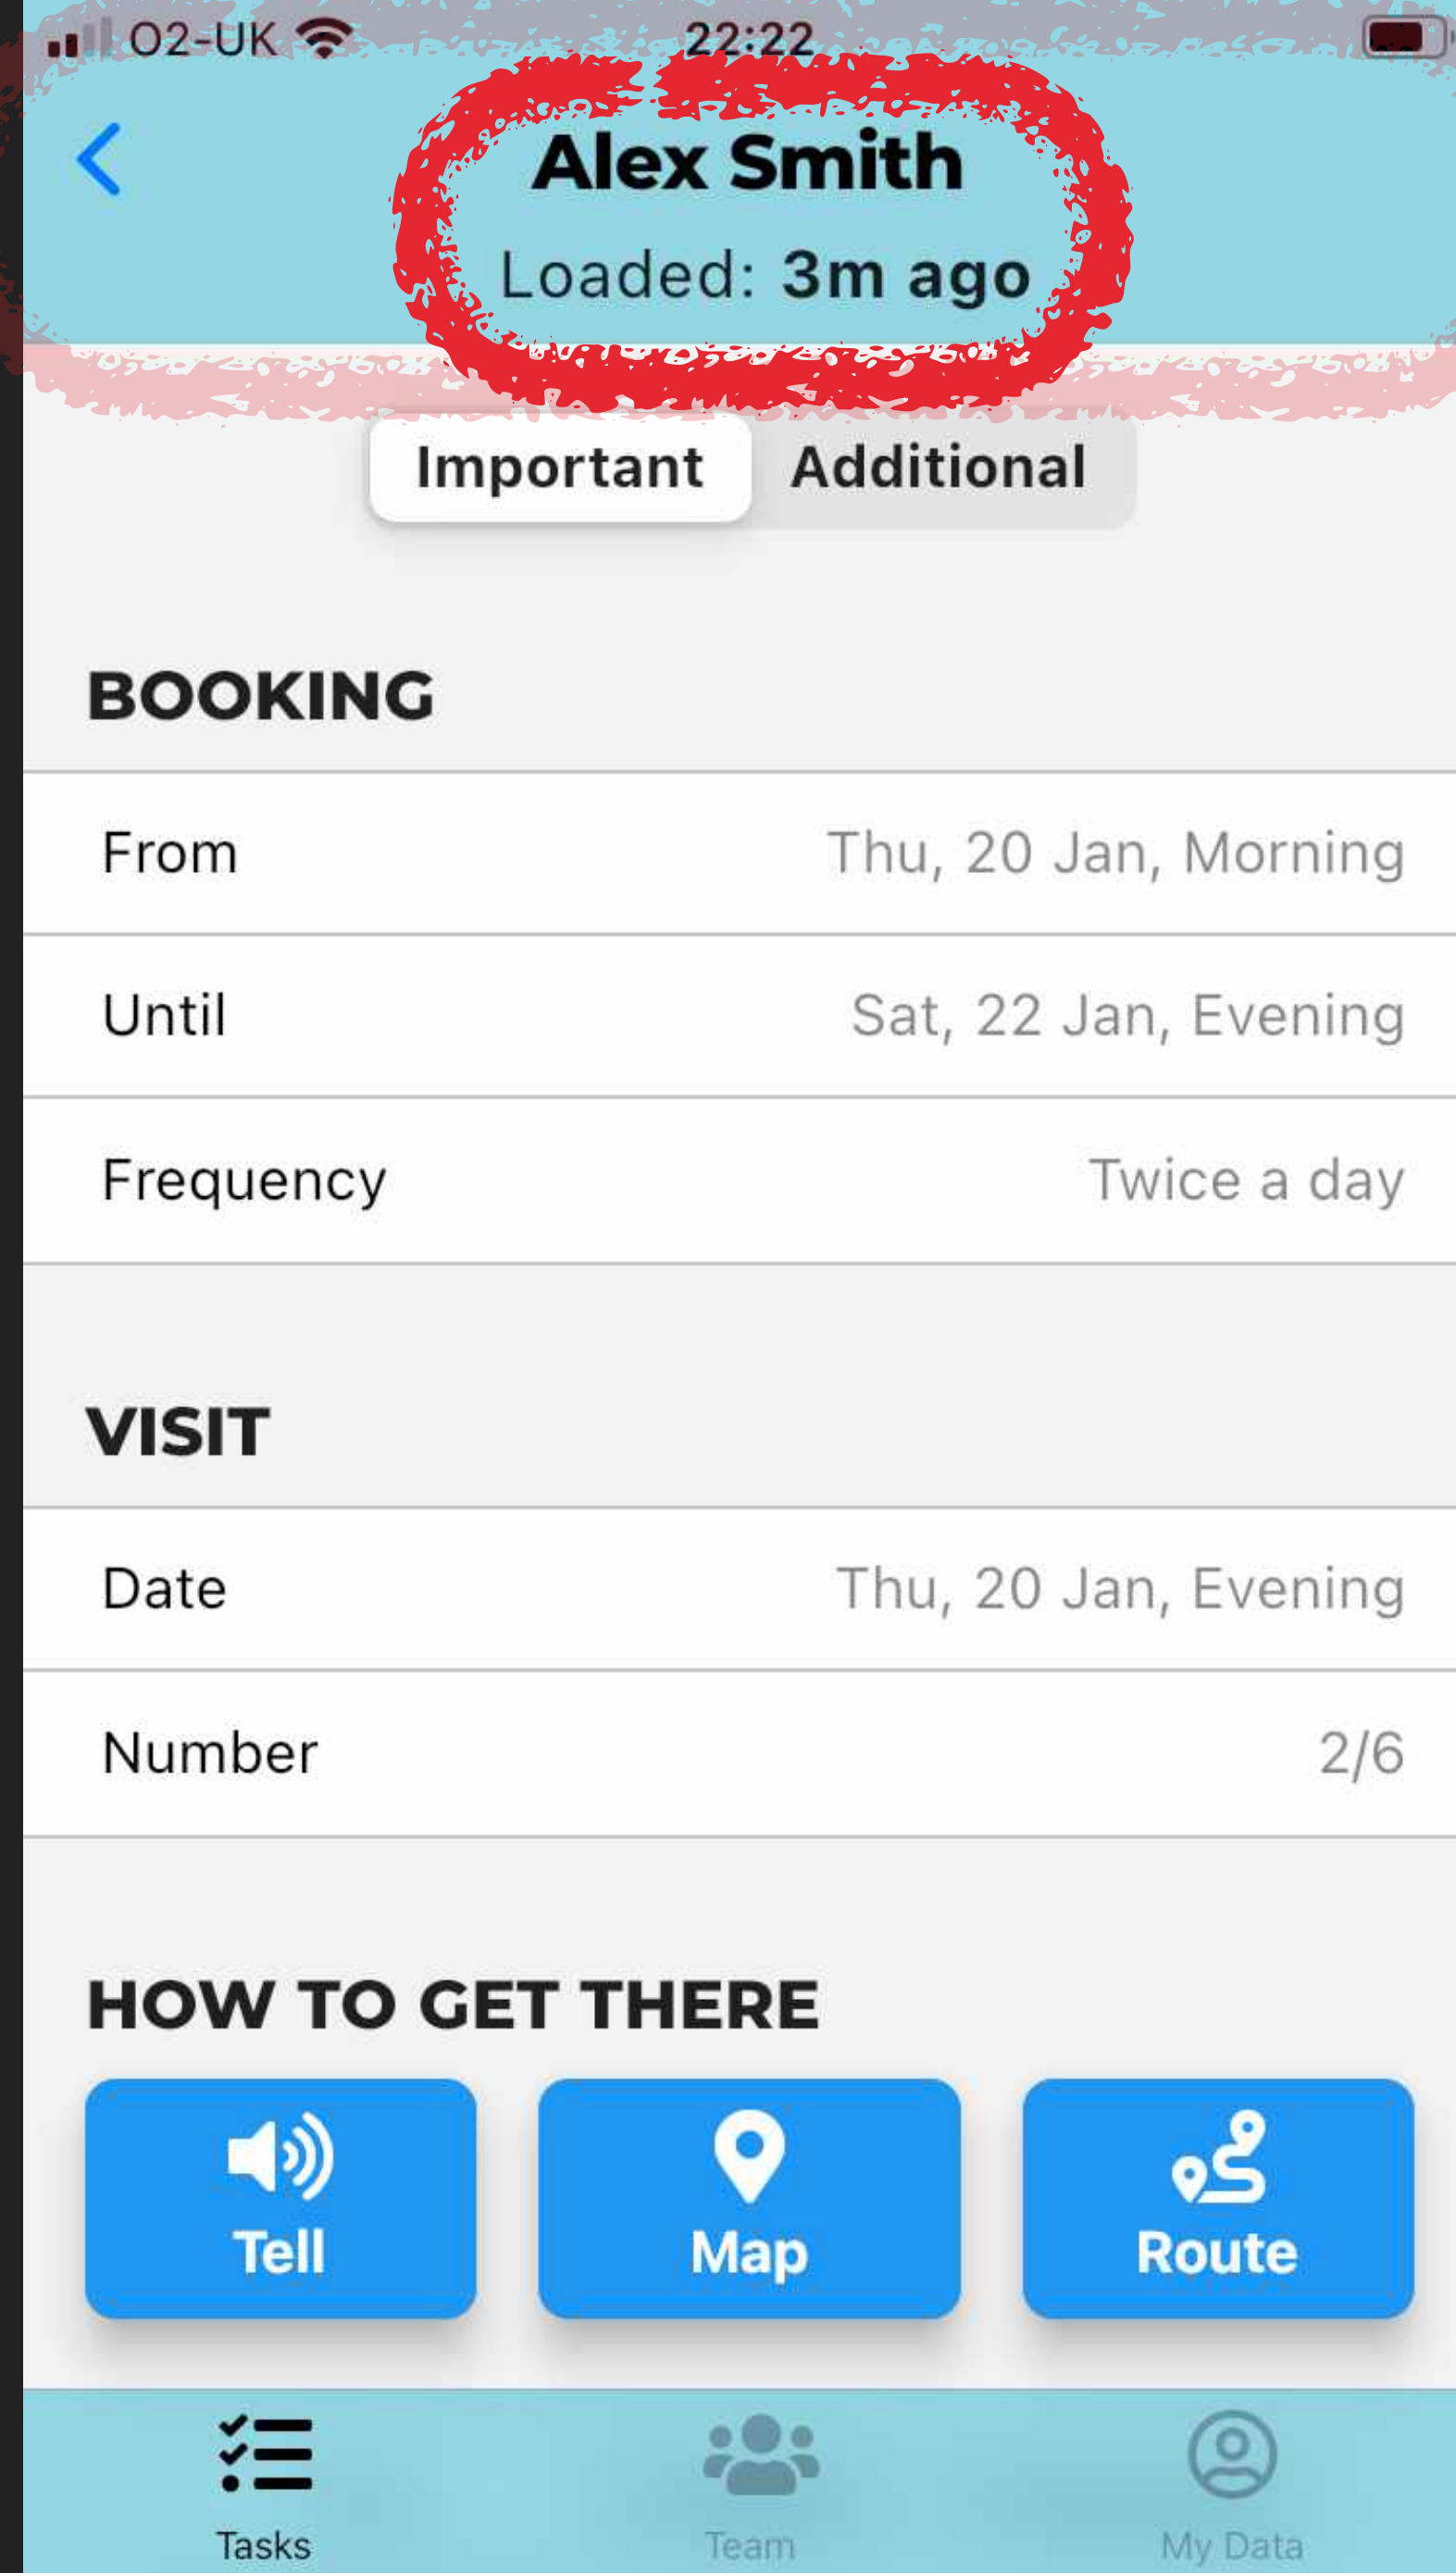 O2-UK 22:22
Alex Smith
Loaded: 3m ago
Important Additional
BOOKING
From Thu, 20 Jan, Morning
Until Sat, 22 Jan, Evening
Frequency Twice a day
VISIT
Date Thu, 20 Jan, Evening
Number 2/6
HOW TO GET THERE
Tell Map Route
Tasks Team My Data